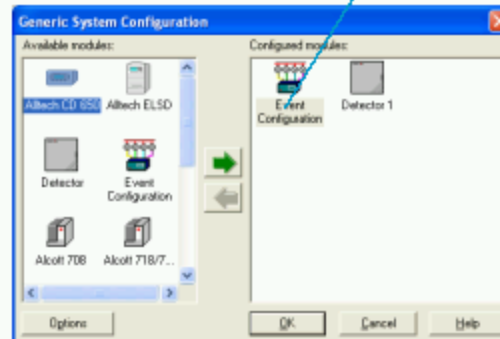 Generic System Configuration
Available modules:
Configured modules:
Alltech CD 650
Alltech ELSD
Detector
Event
Configuration
Alcott 708
Alcott 718/7...
Event
Configuration
Detector 1
Options
OK
Cancel
Help